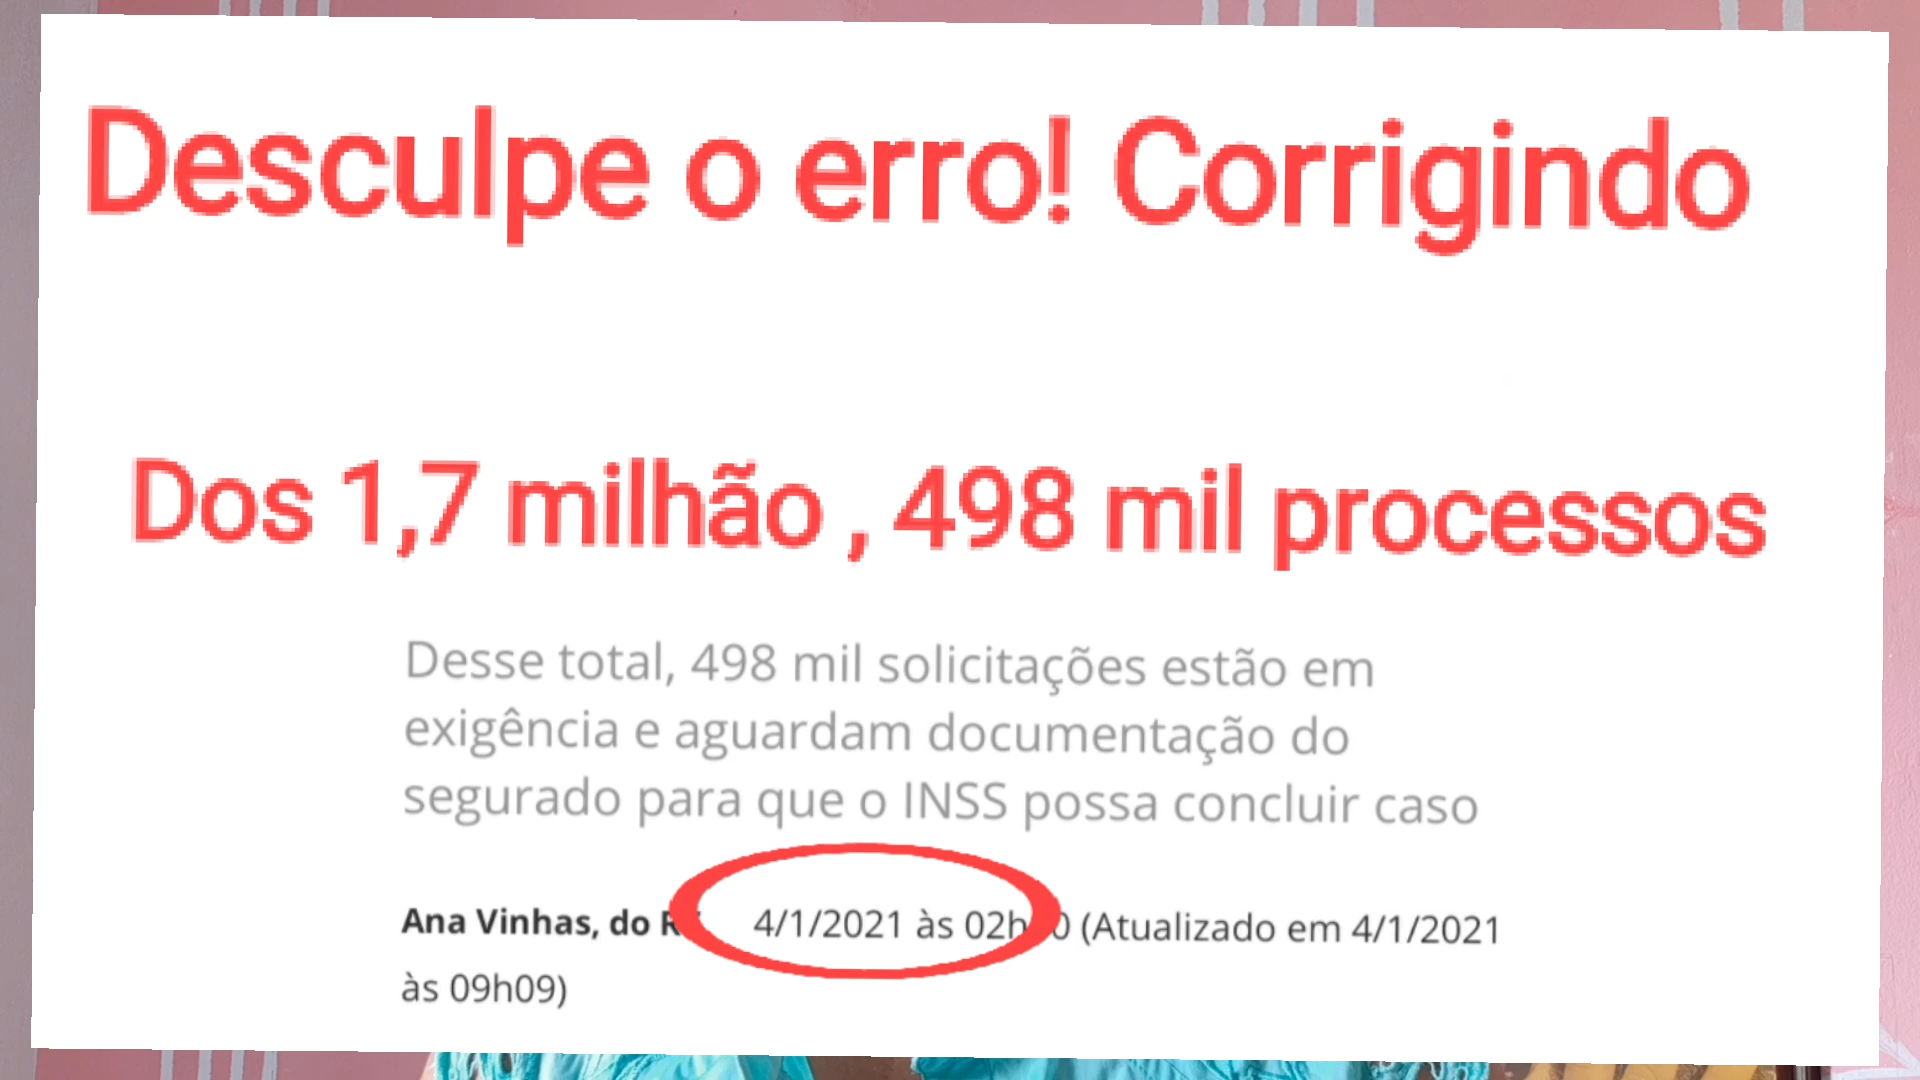 Desculpe o erro! Corrigindo
Dos 1,7 milhão , 498 mil processos
Desse total, 498 mil solicitações estão em
exigência e aguardam documentação do
segurado para que o INSS possa concluir caso
Ana Vinhas, do 4/1/2021 às (Atualizado em 4/1/2021
às 09h09)